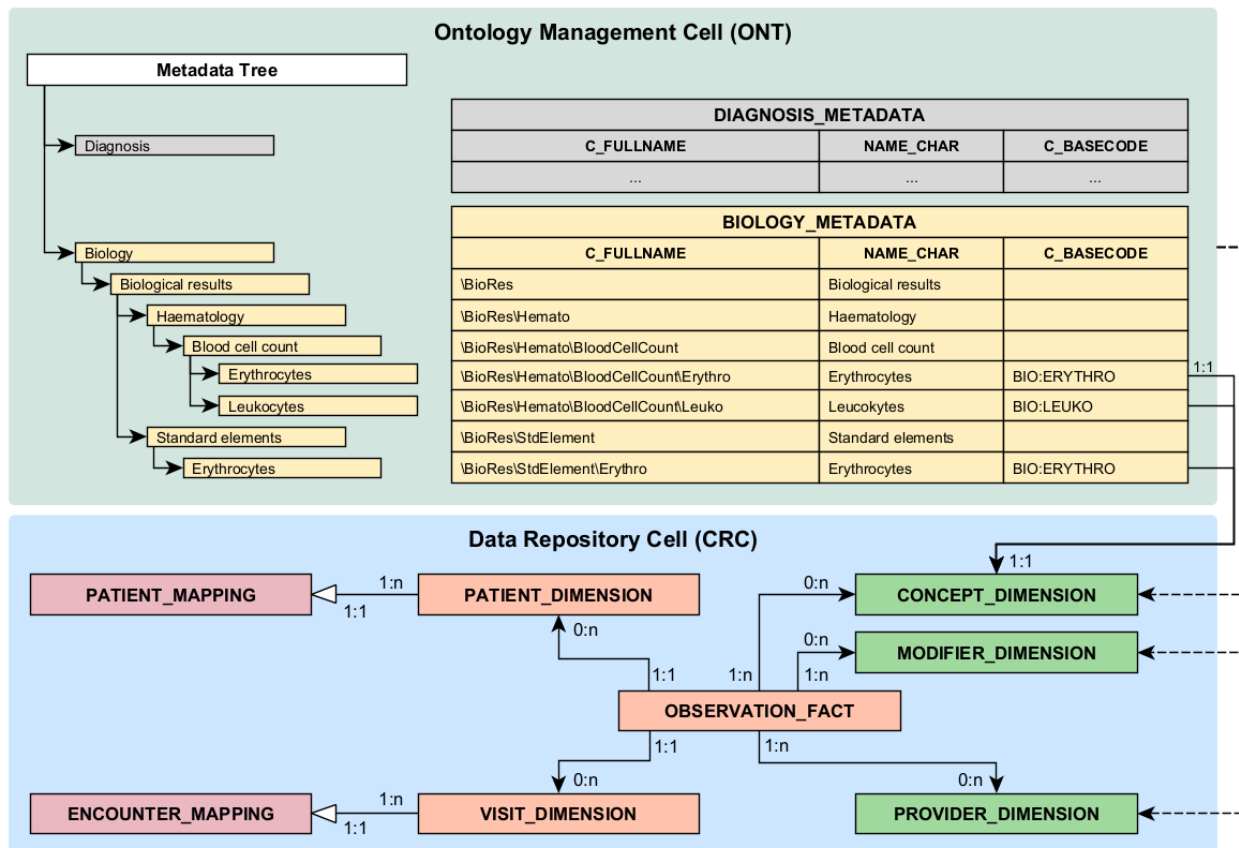 Ontology Management Cell (ONT)
Metadata Tree
Diagnosis
Biology
Biological results
Haematology
Blood cell count
Erythrocytes
Leukocytes
Standard elements
Erythrocytes
DIAGNOSIS_METADATA
C_FULLNAME NAME_CHAR C_BASECODE
... ... ...
BIOLOGY_METADATA
C_FULLNAME NAME_CHAR C_BASECODE
\BioRes Biological results
\BioRes\Hemato Haematology
\BioRes\Hemato\BloodCellCount Blood cell count
\BioRes\Hemato\BloodCellCount\Erythro Erythrocytes BIO:ERYTHRO 1:1
\BioRes\Hemato\BloodCellCount\Leuko Leucokytes BIO:LEUKO
\BioRes\StdElement Standard elements
\BioRes\StdElement\Erythro Erythrocytes BIO:ERYTHRO
Data Repository Cell (CRC)
1:1
1:n 0:n
PATIENT_MAPPING PATIENT_DIMENSION CONCEPT_DIMENSION
1:1
0:n 0:n
MODIFIER_DIMENSION
1:1 1:n 1:n
OBSERVATION_FACT
1:1 1:n
0:n 0:n
1:n
ENCOUNTER_MAPPING VISIT_DIMENSION PROVIDER_DIMENSION
1:1